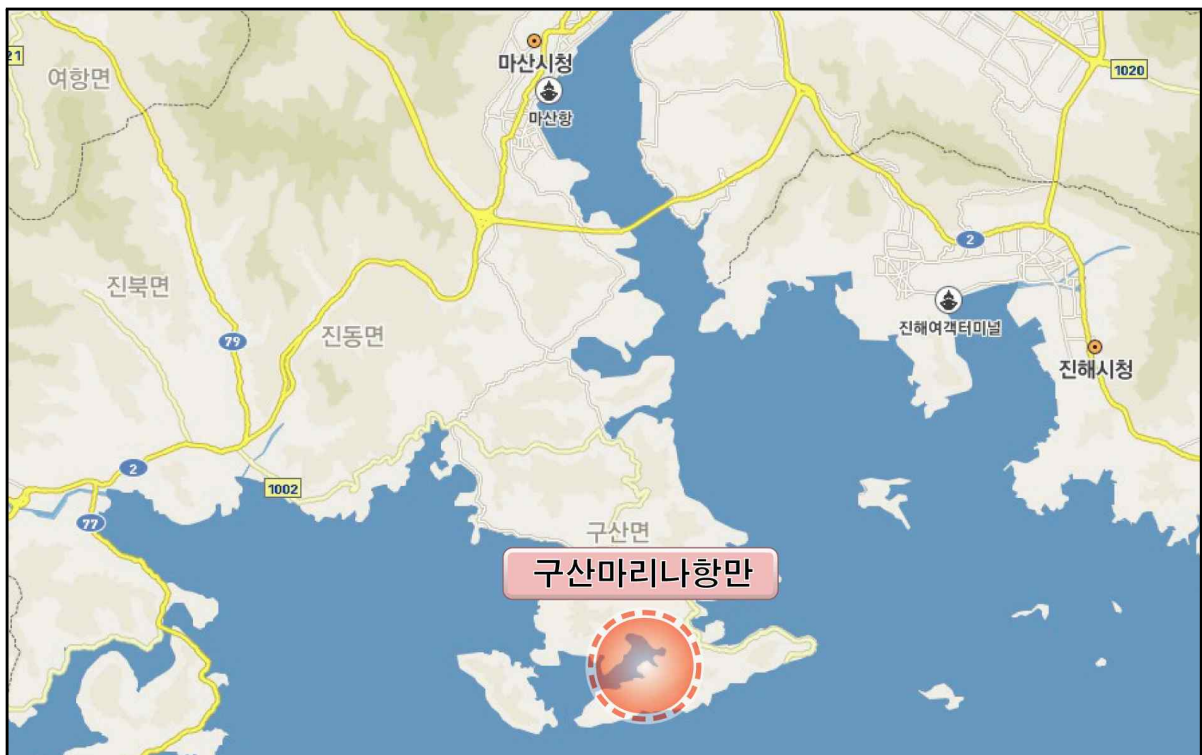 21
여항면
마산시청
마산항
1020
2
진북면
79
진동면
진해여객터미널
진해시청
2
1002
77
구산면
구산마리나항만